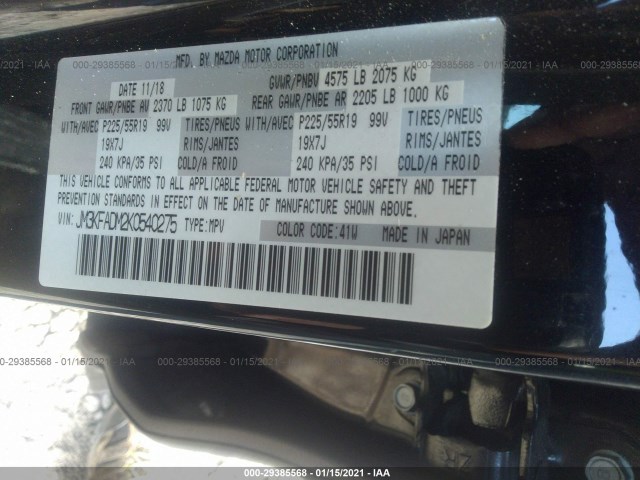 000-29385568 - 01/15/2021 - IAA
MFD. BY MAZDA MOTOR CORPORATION
DATE 11/18
GVWR/PNBV 4575 LB 2075 KG
FRONT GAWR/PNBE AV 2370 LB 1075 KG
REAR GAWR/PNBE AR 2205 LB 1000 KG
WITH/AVEC P225/55R19 99V TIRES/PNEUS WITH/AVEC P225/55R19 99V TIRES/PNEUS
19X7J RIMS/JANTES 19X7J RIMS/JANTES
240 KPA/35 PSI COLD/A FROID 240 KPA/35 PSI COLD/A FROID
THIS VEHICLE CONFORMS TO ALL APPLICABLE FEDERAL MOTOR VEHICLE SAFETY AND THEFT
PREVENTION STANDARDS IN EFFECT ON THE DATE OF MANUFACTURE SHOWN ABOVE.
VIN: JM3KFADM2K0540275 TYPE: MPV COLOR CODE: 41W MADE IN JAPAN
000-29385568 - 01/15/2021 - IAA
000-29385568 - 01/15/2021 - IAA